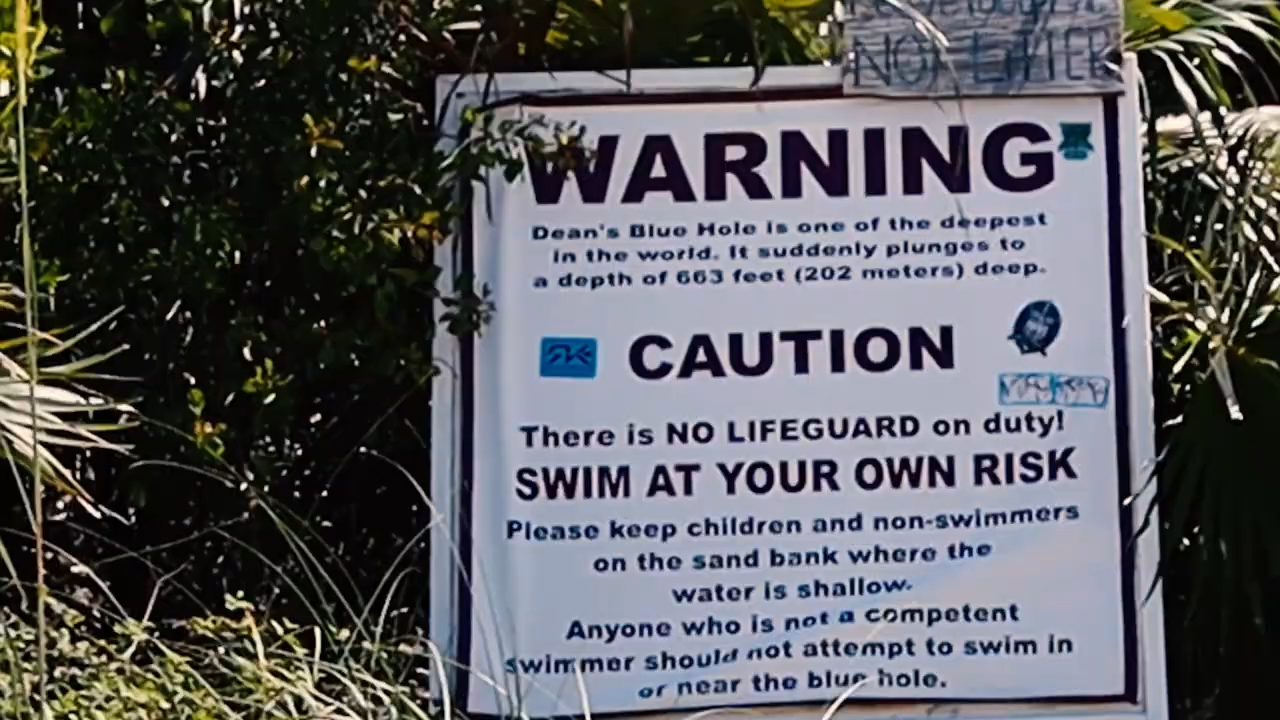 NOT LITTER
WARNING
Dean's Blue Hole is one of the deepest
in the world. It suddenly plunges to
a depth of 663 feet (202 meters) deep.
CAUTION
There is NO LIFEGUARD on duty!
SWIM AT YOUR OWN RISK
Please keep children and non-swimmers
on the sand bank where the
water is shallow.
Anyone who is not a competent
swimmer should not attempt to swim in
or near the blue hole.